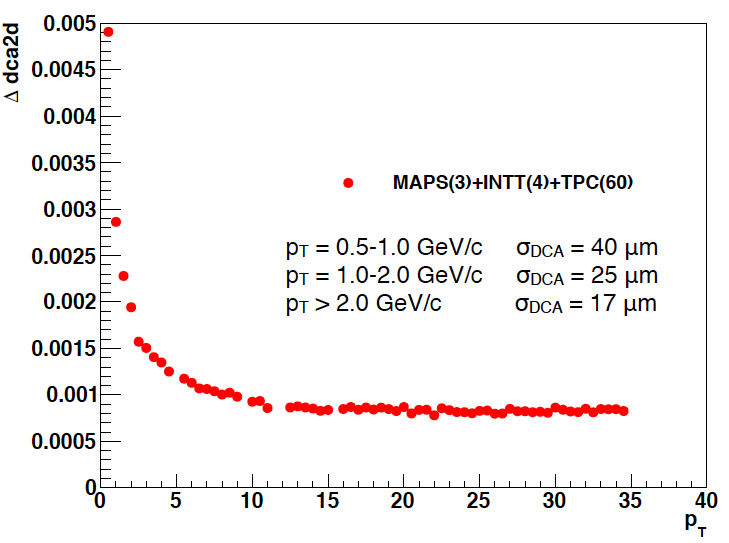 Δ dca2d
0.005
0.0045
0.004
0.0035
0.003
0.0025
0.002
0.0015
0.001
0.0005
0
MAPS(3)+INTT(4)+TPC(60)
pT = 0.5-1.0 GeV/c σDCA = 40 μm
pT = 1.0-2.0 GeV/c σDCA = 25 μm
pT > 2.0 GeV/c σDCA = 17 μm
0 5 10 15 20 25 30 35 40
pT